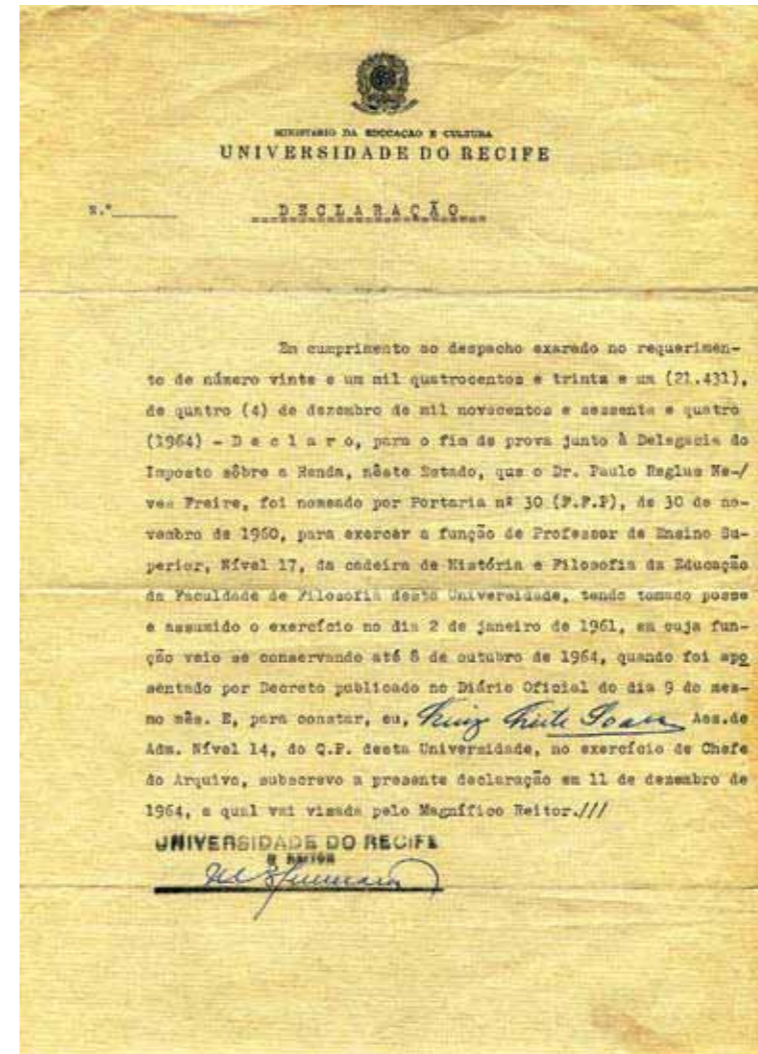 MINISTÉRIO DA EDUCAÇÃO E CULTURA
UNIVERSIDADE DO RECIFE
N.º
DECLARAÇÃO
Em cumprimento ao despacho exarado no requerimen-
to de número vinte e um mil quatrocentos e trinta e um (21.431),
de quatro (4) de dezembro de mil novecentos e sessenta e quatro
(1964) - D e c l a r o, para o fim de prova junto à Delegacia do
Imposto sôbre a Renda, nêste Estado, que o Dr. Paulo Reglus Ne-/
ves Freire, foi nomeado por Portaria nº 30 (F.F.P), de 30 de no-
vembro de 1960, para exercer a função de Professor de Ensino Su-
perior, Nível 17, da cadeira de História e Filosofia da Educação
da Faculdade de Filosofia desta Universidade, tendo tomado posse
e assumido o exercício no dia 2 de janeiro de 1961, em cuja fun-
ção veio se conservando até 8 de outubro de 1964, quando foi apo
sentado por Decreto publicado no Diário Oficial do dia 9 do mes-
mo mês. E, para constar, eu, Ass.de
Adm. Nível 14, do Q.P. desta Universidade, no exercício de Chefe
do Arquivo, subscrevo a presente declaração em 11 de dezembro de
1964, a qual vai visada pelo Magnífico Reitor.///
UNIVERSIDADE DO RECIFE
REITOR